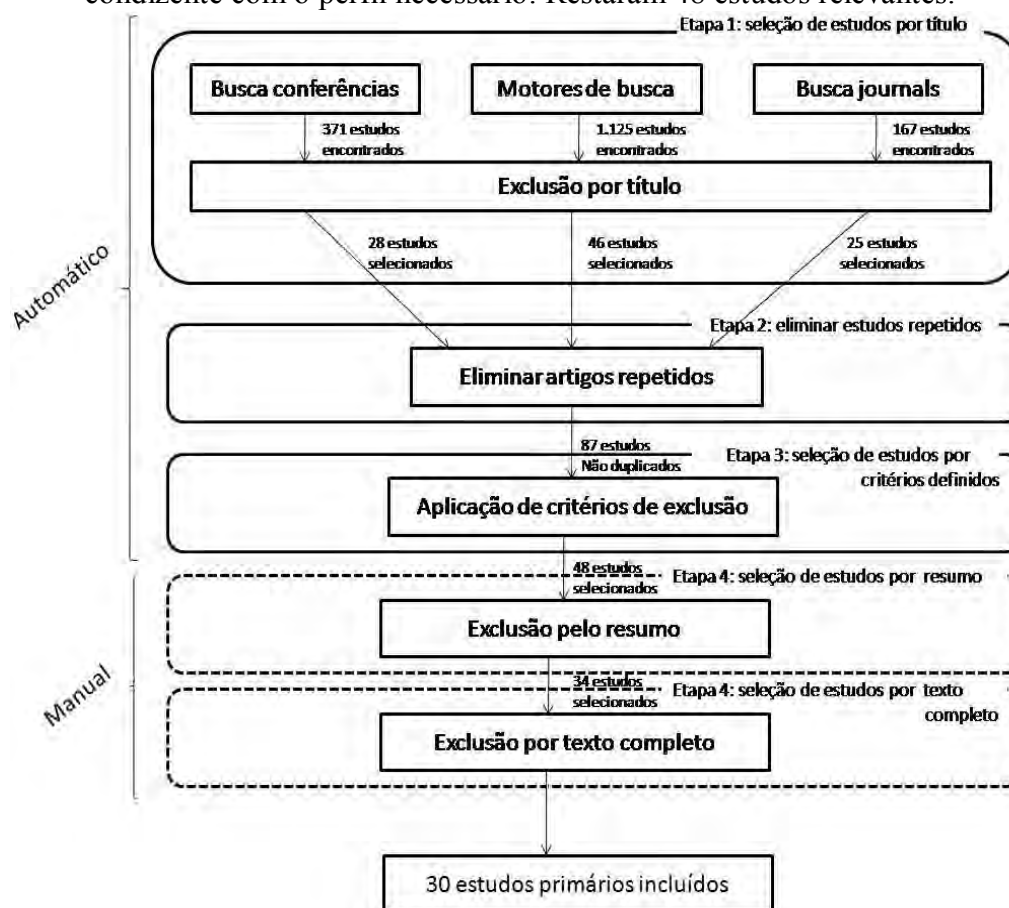 condizente com o perfil necessário. Restaram 48 estudos relevantes.
Etapa 1: seleção de estudos por título
Busca conferências
Motores de busca
Busca journals
371 estudos
encontrados
1.125 estudos
encontrados
167 estudos
encontrados
Exclusão por título
28 estudos
selecionados
46 estudos
selecionados
25 estudos
selecionados
Automático
Etapa 2: eliminar estudos repetidos
Eliminar artigos repetidos
87 estudos
Não duplicados
Etapa 3: seleção de estudos por
critérios definidos
Aplicação de critérios de exclusão
48 estudos
selecionados
Etapa 4: seleção de estudos por resumo
Exclusão pelo resumo
Manual
34 estudos
selecionados
Etapa 4: seleção de estudos por texto
completo
Exclusão por texto completo
30 estudos primários incluídos